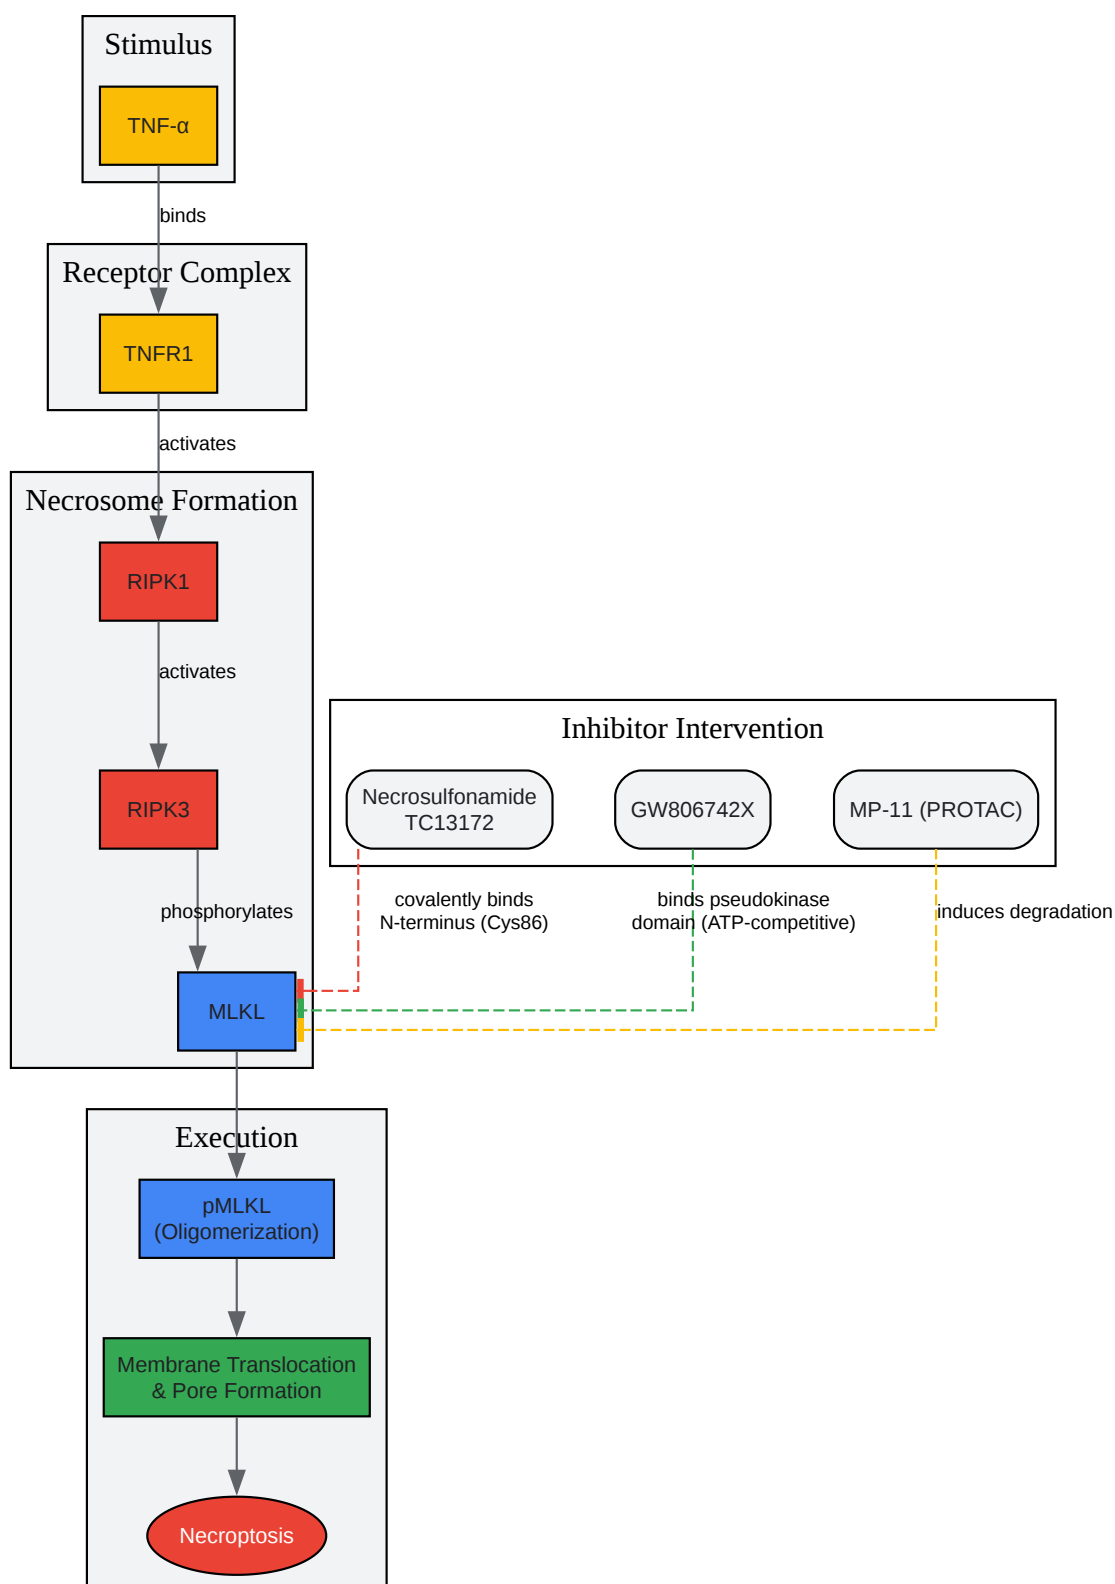 Stimulus
TNF-α
binds
Receptor Complex
TNFR1
activates
Necrosome Formation
RIPK1
activates
RIPK3
phosphorylates
MLKL
Inhibitor Intervention
Necrosulfonamide
TC13172
GW806742X
MP-11 (PROTAC)
covalently binds
N-terminus (Cys86)
binds pseudokinase
domain (ATP-competitive)
induces degradation
Execution
pMLKL
(Oligomerization)
Membrane Translocation
& Pore Formation
Necroptosis